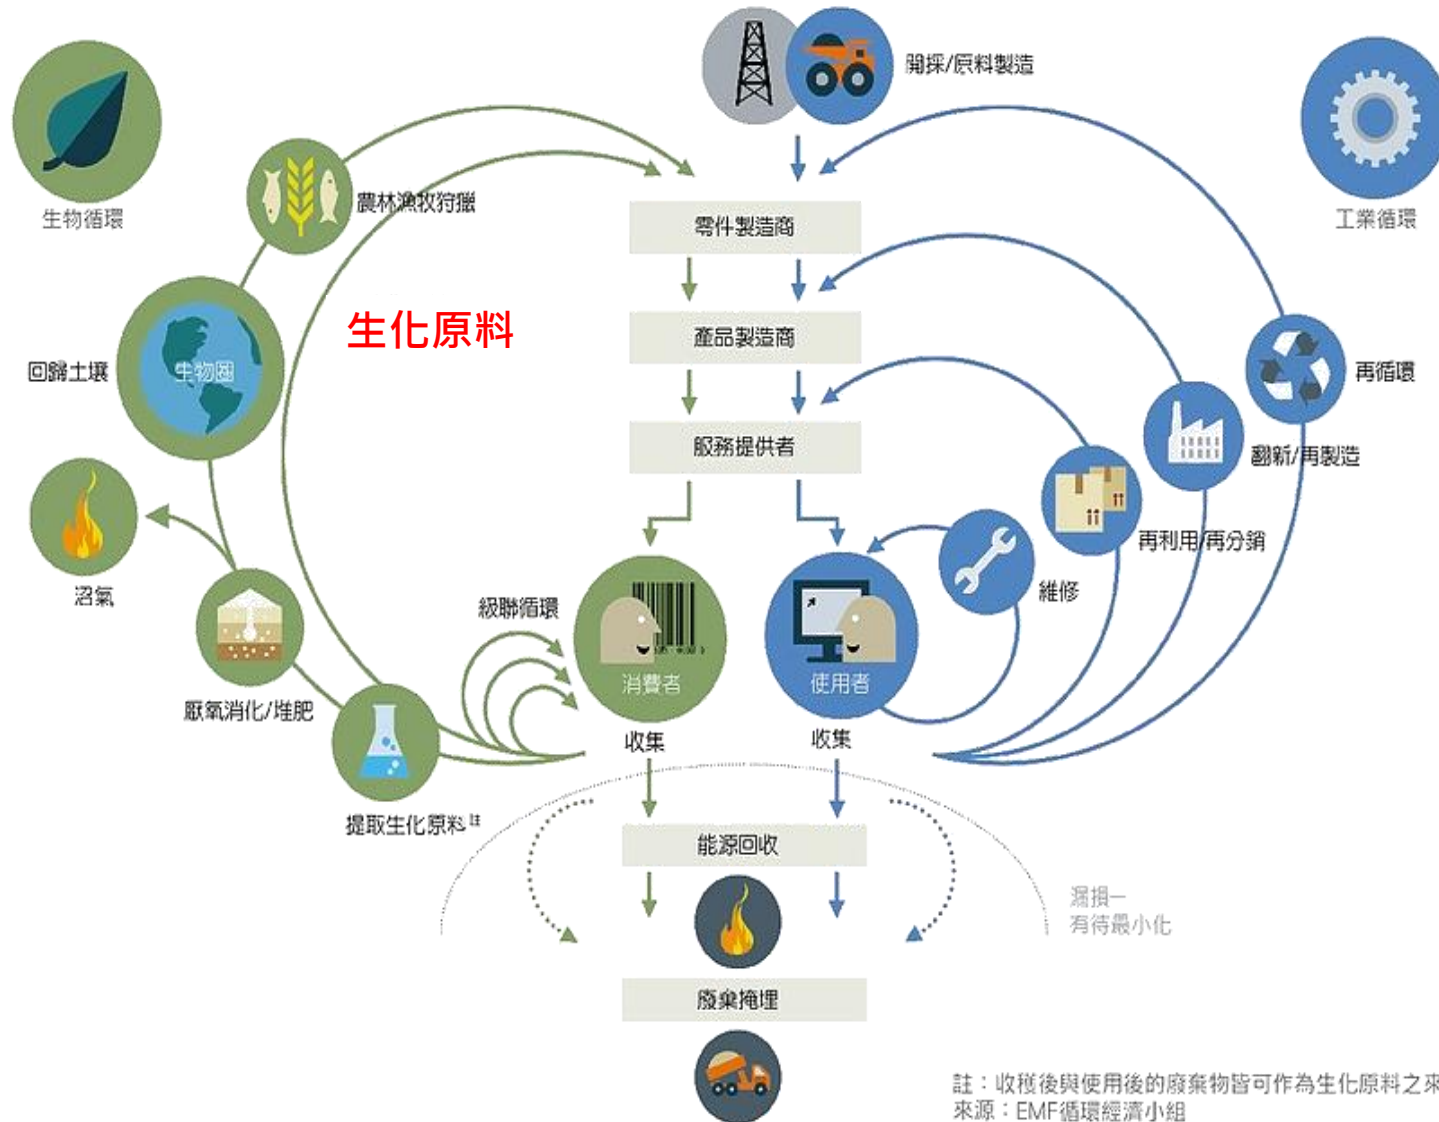 開採/原料製造
生物循環
工業循環
農林漁牧狩獵
零件製造商
生化原料
產品製造商
回歸土壤
生物圈
再循環
服務提供者
翻新/再製造
再利用/再分銷
沼氣
級聯循環
維修
消費者
使用者
厭氧消化/堆肥
收集
收集
提取生化原料註
能源回收
漏損一
有待最小化
廢棄掩埋
註：收穫後與使用後的廢棄物皆可作為生化原料之來
來源：EMF循環經濟小組